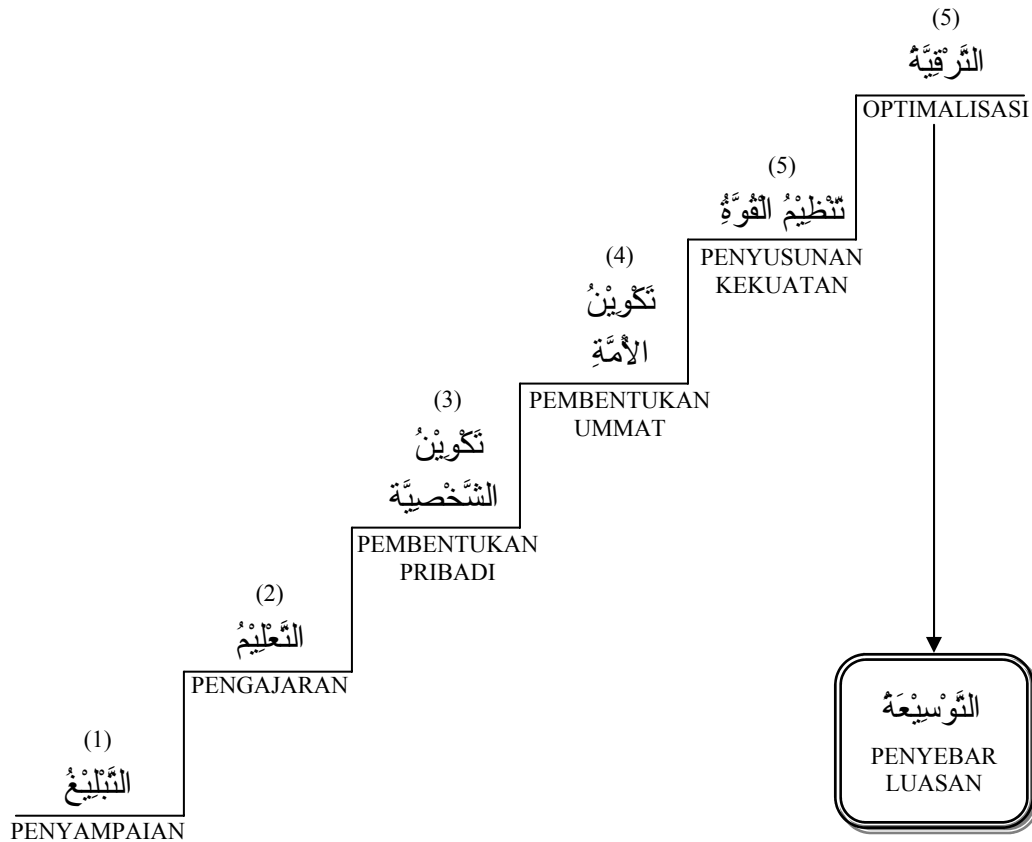 (5)
التَّرْقِيَّةُ
OPTIMALISASI
(5)
تَنْظِيْمُ الْقُوَّةُِ
PENYUSUNAN
KEKUATAN
(4)
تَكْوِيْنُ
الأُمَّةِ
PEMBENTUKAN
UMMAT
(3)
تَكْوِيْنُ
الشَّخْصِيَّة
PEMBENTUKAN
PRIBADI
(2)
التَّعْلِيْمُ
PENGAJARAN
(1)
التَّبْلِيْغُ
PENYAMPAIAN
التَّوْسِيْعَةُ
PENYEBAR
LUASAN